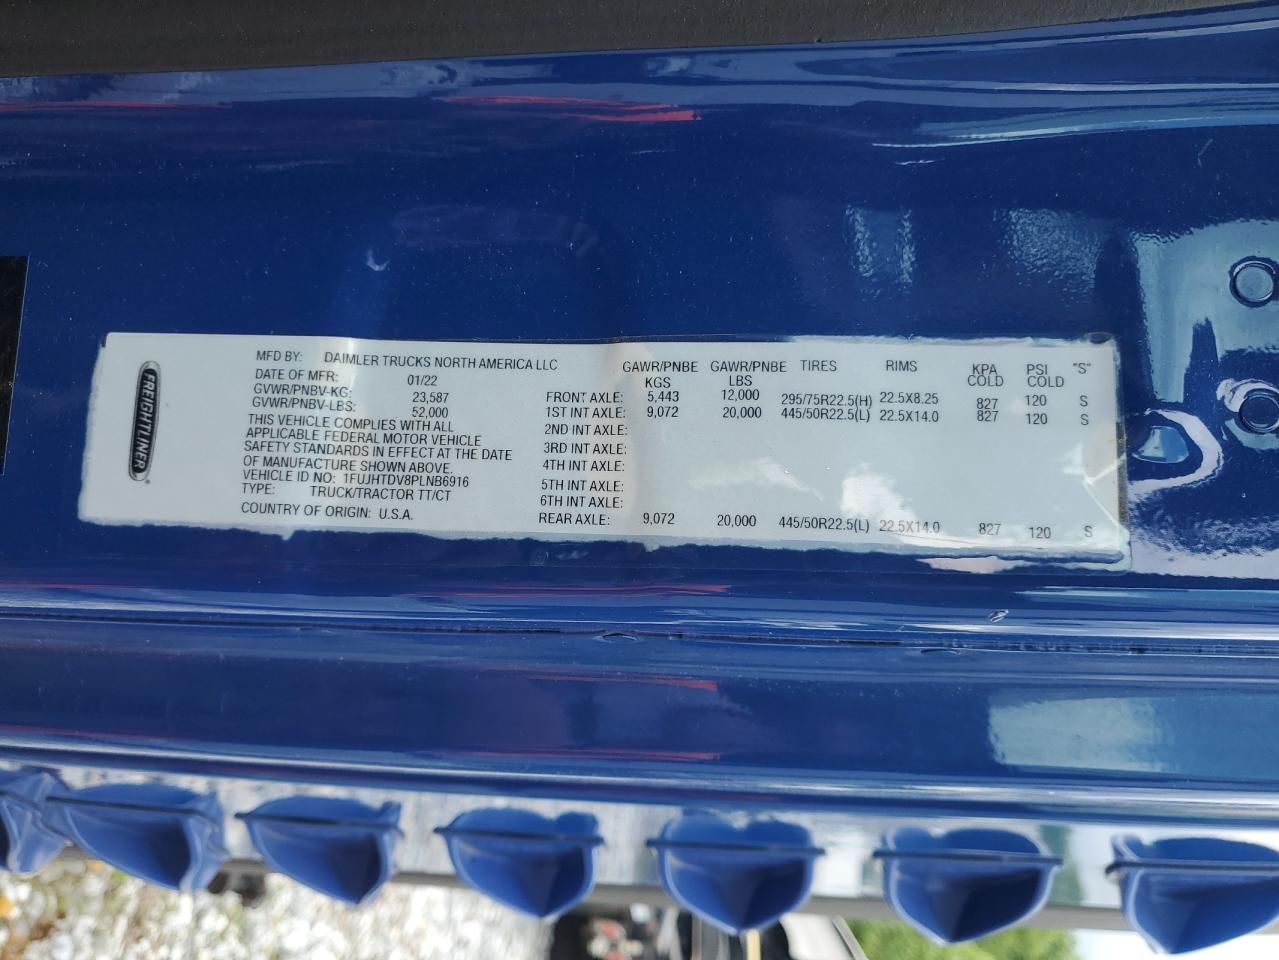 FREIGHTLINER
MFD BY: DAIMLER TRUCKS NORTH AMERICA LLC
DATE OF MFR: 01/22
GVWR/PNBV-KG: 23,587
GVWR/PNBV-LBS: 52,000
THIS VEHICLE COMPLIES WITH ALL
APPLICABLE FEDERAL MOTOR VEHICLE
SAFETY STANDARDS IN EFFECT AT THE DATE
OF MANUFACTURE SHOWN ABOVE.
VEHICLE ID NO: 1FUJHTDV8PLNB6916
TYPE: TRUCK/TRACTOR TT/CT
COUNTRY OF ORIGIN: U.S.A.
GAWR/PNBE GAWR/PNBE TIRES RIMS KPA PSI "S"
KGS LBS COLD COLD
FRONT AXLE: 5,443 12,000 295/75R22.5(H) 22.5X8.25 827 120 S
1ST INT AXLE: 9,072 20,000 445/50R22.5(L) 22.5X14.0 827 120 S
2ND INT AXLE:
3RD INT AXLE:
4TH INT AXLE:
5TH INT AXLE:
6TH INT AXLE:
REAR AXLE: 9,072 20,000 445/50R22.5(L) 22.5X14.0 827 120 S